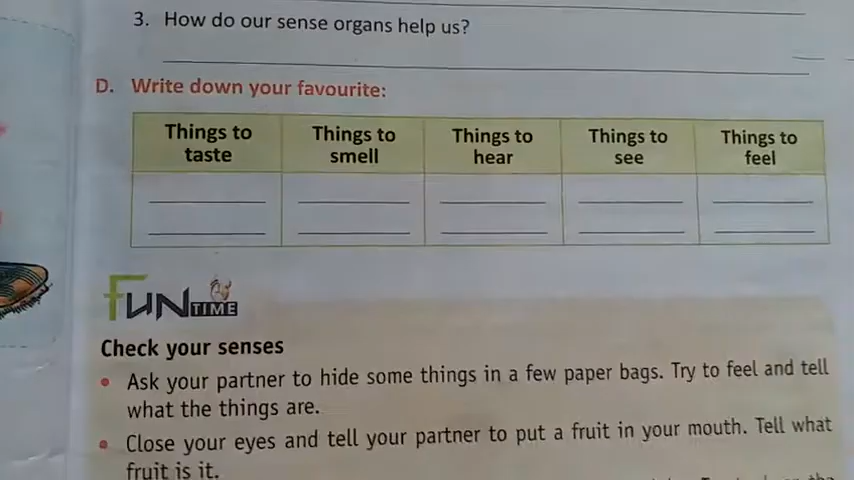 3. How do our sense organs help us?
D. Write down your favourite:
Things to taste
Things to smell
Things to hear
Things to see
Things to feel
FUN TIME
Check your senses
Ask your partner to hide some things in a few paper bags. Try to feel and tell
what the things are.
Close your eyes and tell your partner to put a fruit in your mouth. Tell what
fruit is it.